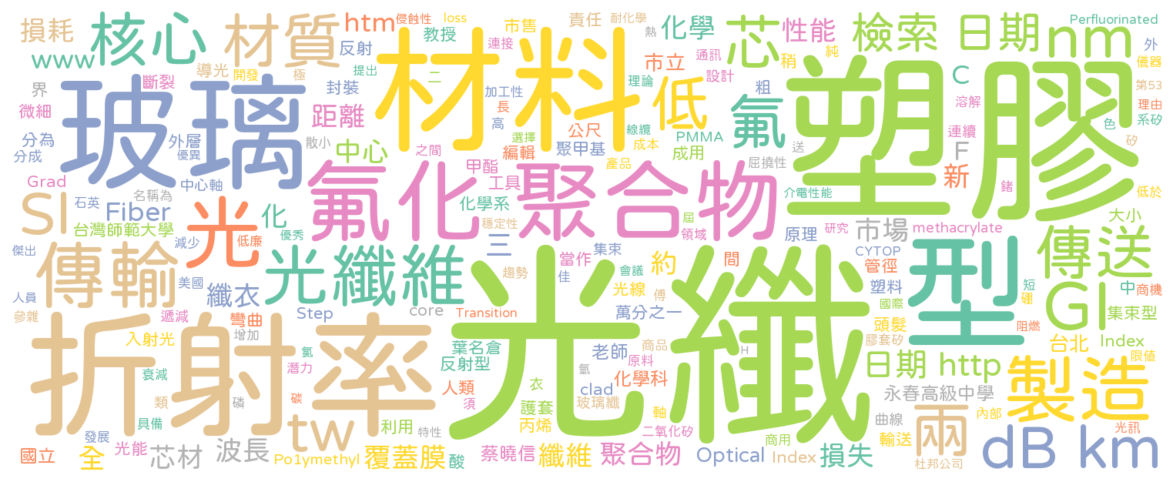 損耗
核心
材質
htm
侵蝕性
loss
教授
市售
責任
耐化學
化學
芯
性能
檢索
日期
nm
Perfluorinated
www
反射
連接
熱
通訊
稍
純
外
儀器
斷裂
導光
開發
極
提出
材料
二
理論
設計
低
氟
塑膠
C
第53
界
玻璃
封裝
加工性
長
市立
粗
溶解
理由
微細
距離
高
選擇
公尺
線纜
PMMA
色
系矽
分為
外層
散小
中心
之間
編輯
聚甲基
成本
成用
連續
送
F
矽
分成
優異
甲酯
產品
屈撓性
新
鍺
Grad
中心軸
氟化
聚合物
工具
介電性能
低於
SI
石英
名稱為
化學系
型
Fiber
光
化
穩定性
屆
領域
市場
methacrylate
大小
台灣師範大學
優秀
三
原理
研究
傳送
傑出
減少
低廉
當作
集束
間
CYTOP
傳輸
美國
光纖維
趨勢
佳
會議
約
管徑
GI
中
商機
人員
纖衣
光纖
光線
傅
塑料
國際
短
硼
集束型
參雜
遞減
彎曲
Step
core
Transition
萬分之一
頭髮
阻燃
折射率
入射光
增加
葉名倉
商品
膠套矽
台北
Index
衰減
氯
反射型
老師
原料
H
日期
http
限值
潛力
人類
衣
氫
化學科
clad
永春高級中學
製造
類
磷
碳
須
護套
玻璃纖
軸
曲線
兩
具備
tw
利用
特性
丙烯
二氧化矽
內部
發展
商用
輸送
光訊
國立
全
光能
芯材
波長
Po1ymethyl
覆蓋膜
酸
蔡曉信
纖維
聚合物
Optical
Index
損失
杜邦公司
dB km